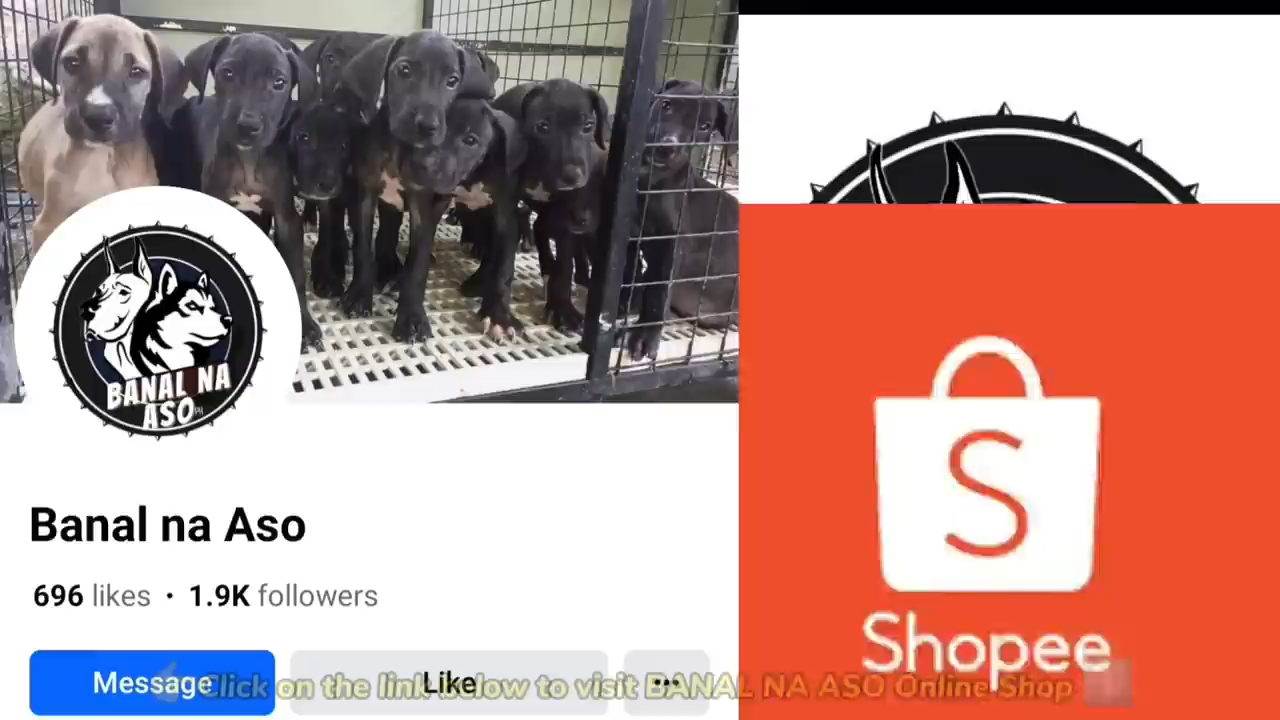 BANAL NA
ASO PH
Banal na Aso
696 likes • 1.9K followers
Message
Like
•••
S
Shopee
Click on the link below to visit BANAL NA ASO Online Shop